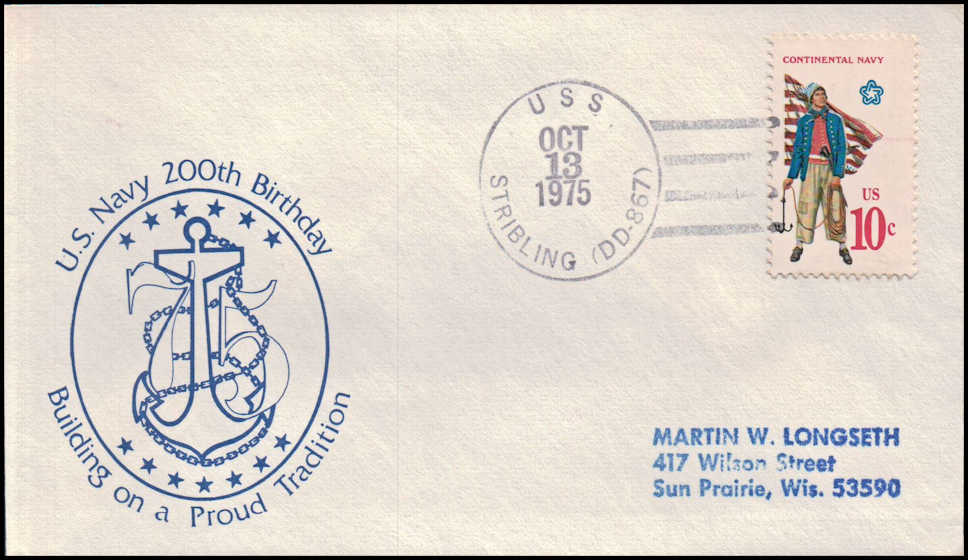 U.S. Navy 200th Birthday
75
Building on a Proud Tradition
USS
OCT
13
1975
STRIBLING (DD-867)
CONTINENTAL NAVY
US
10c
MARTIN W. LONGSETH
417 Wilson Street
Sun Prairie, Wis. 53590